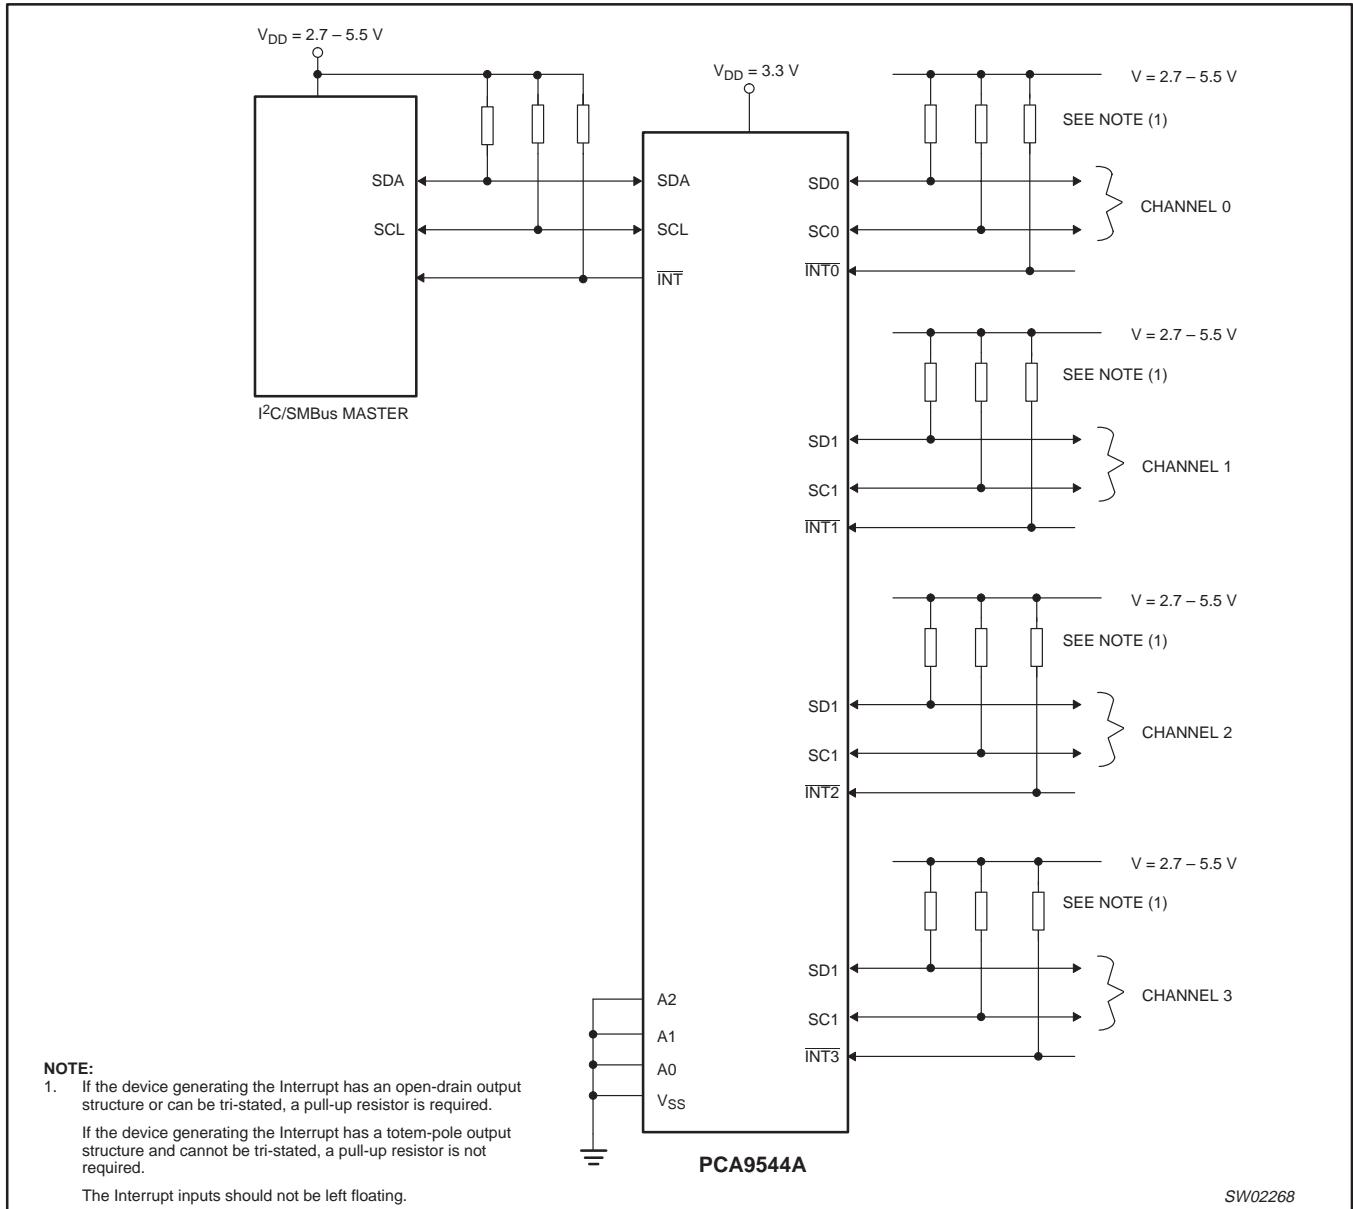 V_DD = 2.7 – 5.5 V
V_DD = 3.3 V
V = 2.7 – 5.5 V
SEE NOTE (1)
SDA
SCL
SDA
SCL
INT
SD0
SC0
INT0
CHANNEL 0
I²C/SMBus MASTER
V = 2.7 – 5.5 V
SEE NOTE (1)
SD1
SC1
INT1
CHANNEL 1
V = 2.7 – 5.5 V
SEE NOTE (1)
SD1
SC1
INT2
CHANNEL 2
V = 2.7 – 5.5 V
SEE NOTE (1)
SD1
SC1
INT3
CHANNEL 3
A2
A1
A0
V_SS
PCA9544A
NOTE:
1. If the device generating the Interrupt has an open-drain output
structure or can be tri-stated, a pull-up resistor is required.
If the device generating the Interrupt has a totem-pole output
structure and cannot be tri-stated, a pull-up resistor is not
required.
The Interrupt inputs should not be left floating.
SW02268